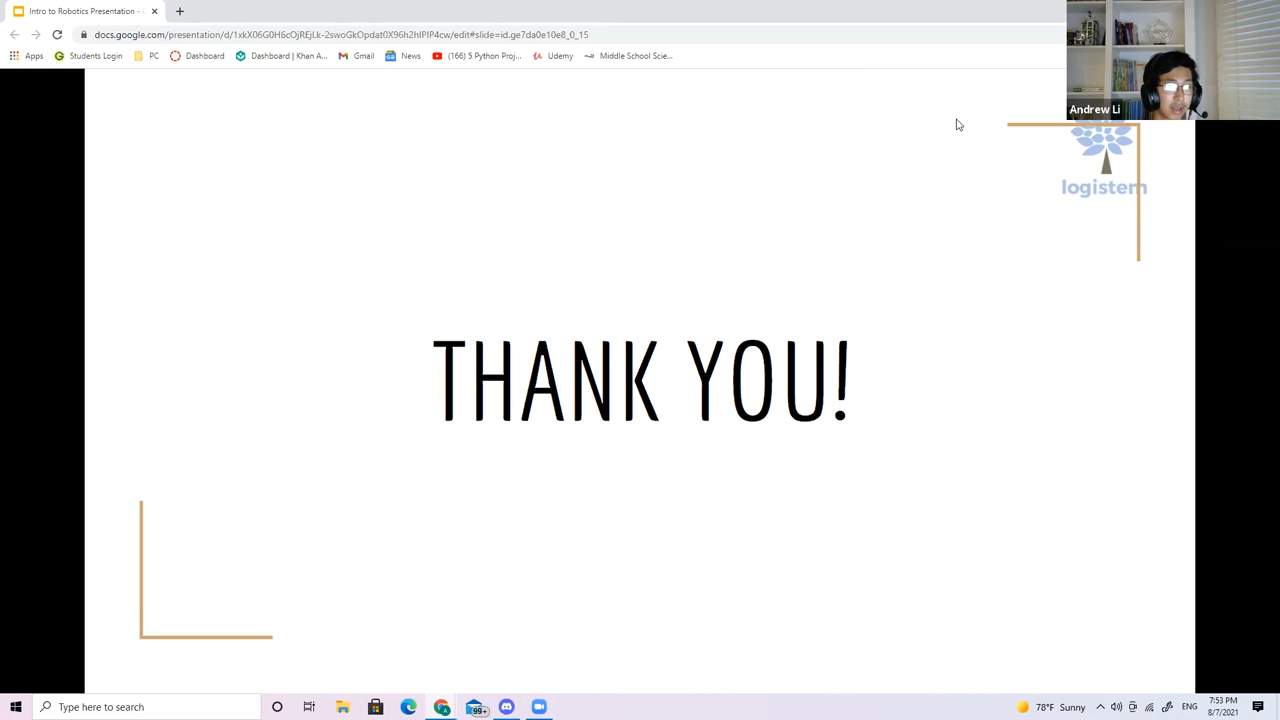 Intro to Robotics Presentation -
docs.google.com/presentation/d/1xkX06G0H6cOjREjLk-2swoGkOpdaflX96h2hIPlP4cw/edit#slide=id.ge7da0e10e8_0_15
Apps
Students Login
PC
Dashboard
Dashboard | Khan A...
Gmail
News
(166) 5 Python Proj...
Udemy
Middle School Scie...
Andrew Li
logistem
THANK YOU!
Type here to search
99+
78°F Sunny
ENG
7:53 PM
8/7/2021